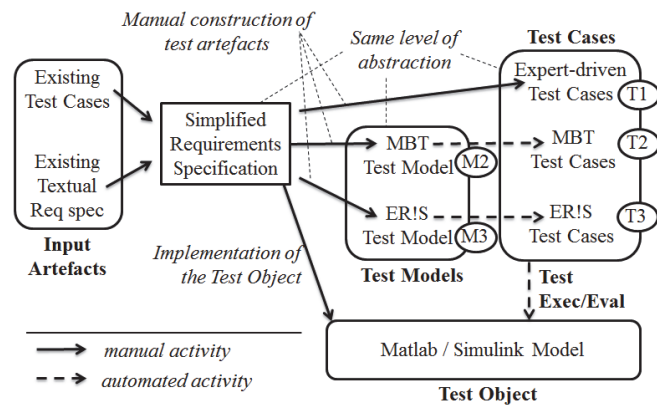 Manual construction of
test artefacts
Same level of
abstraction
Test Cases
Existing
Test Cases
Existing
Textual
Req spec
Input
Artefacts
Simplified
Requirements
Specification
Expert-driven
Test Cases
T1
MBT
Test Model
M2
MBT
Test Cases
T2
ER!S
Test Model
M3
ER!S
Test Cases
T3
Implementation of
the Test Object
Test Models
Test
Exec/Eval
manual activity
automated activity
Matlab / Simulink Model
Test Object